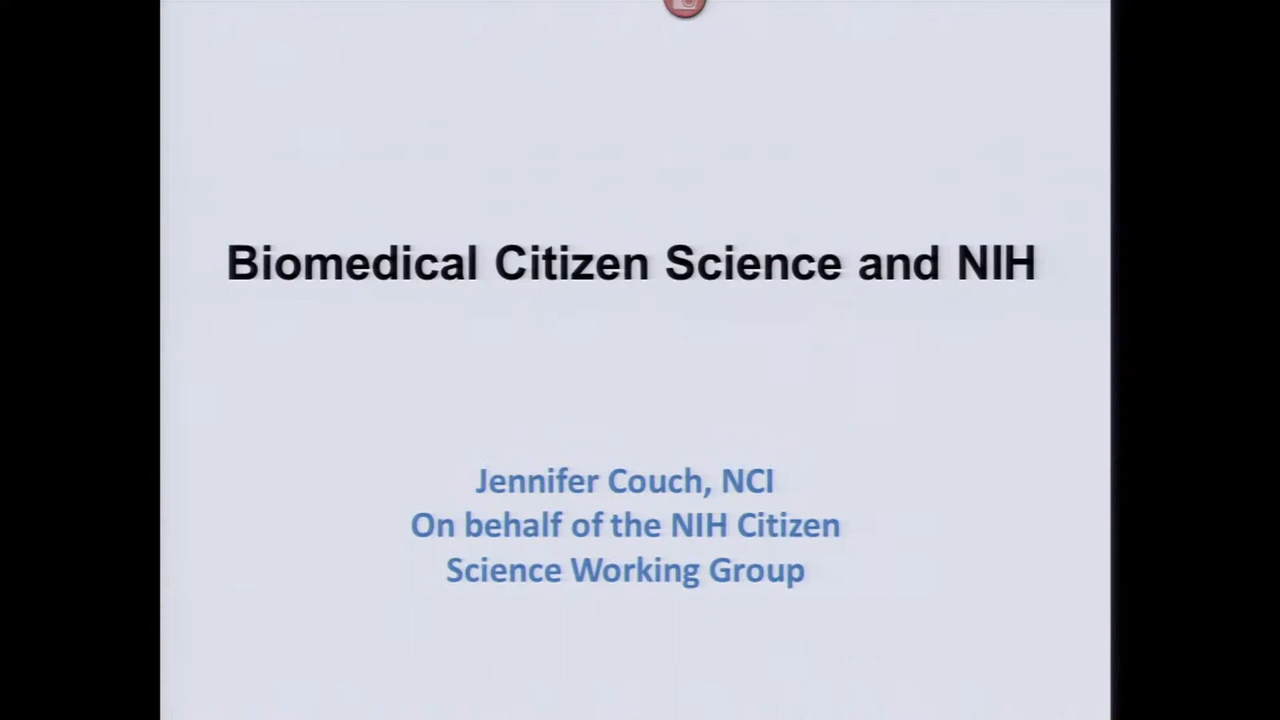 Biomedical Citizen Science and NIH
Jennifer Couch, NCI
On behalf of the NIH Citizen
Science Working Group